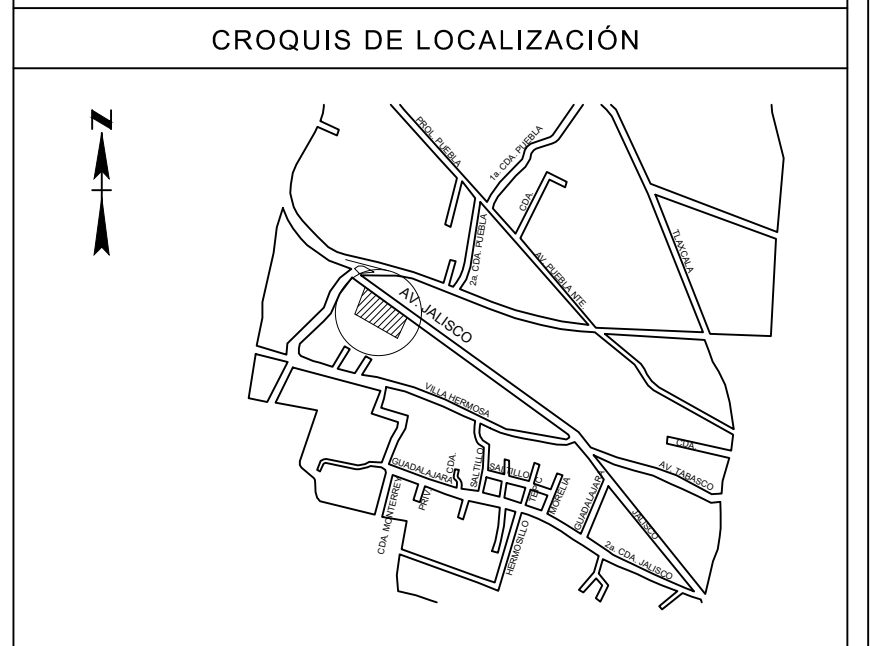 CROQUIS DE LOCALIZACIÓN
N
PROL. PUEBLA
1a. CDA. PUEBLA
CDA.
2a. CDA. PUEBLA
AV. PUEBLA NTE
TLAXCALA
AV. JALISCO
VILLA HERMOSA
CDA.
AV. TABASCO
GUADALAJARA
CDA.
SALTILLO
SALTILLO
TEPIC
MORELIA
GUADALAJARA
JALISCO
PRIV.
CDA. MONTERREY
HERMOSILLO
2a. CDA. JALISCO